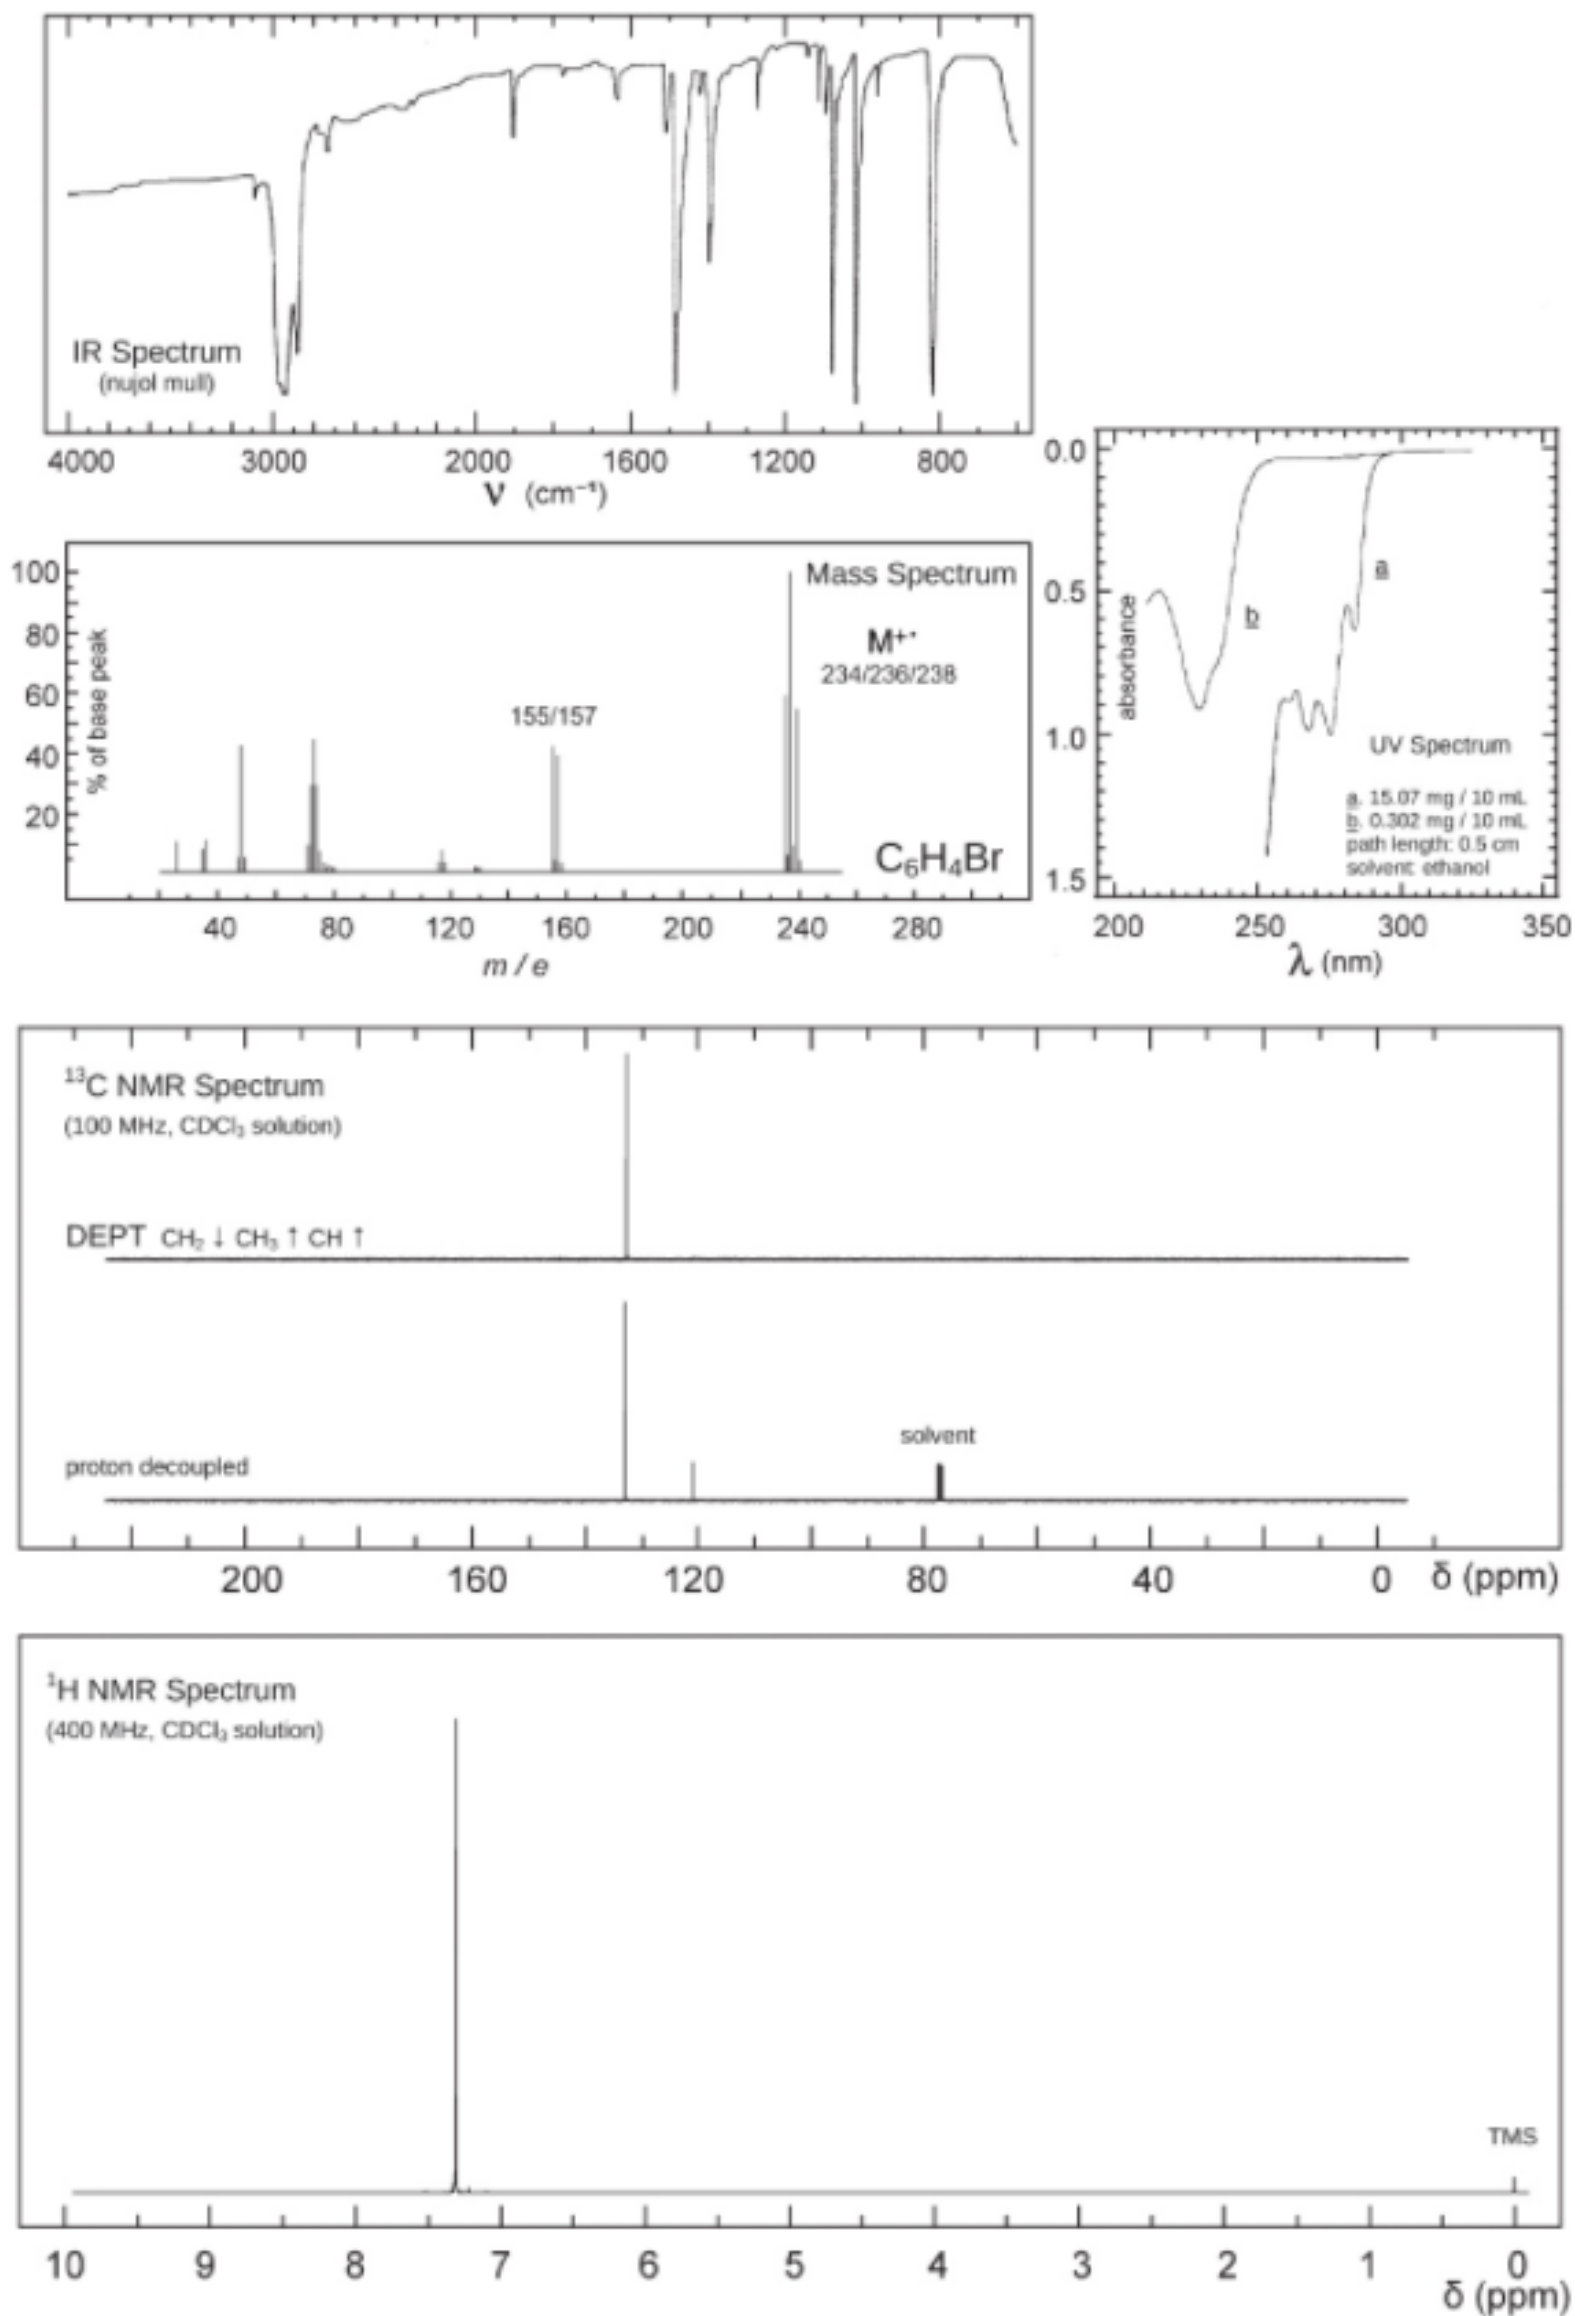 IR Spectrum
(nujol mull)
4000 3000 2000 1600 1200 800
ν (cm⁻¹)
100
80
60
40
20
% of base peak
Mass Spectrum
M⁺˙
234/236/238
155/157
C₆H₄Br
40 80 120 160 200 240 280
m / e
0.0
0.5
1.0
1.5
absorbance
a
b
UV Spectrum
a. 15.07 mg / 10 mL
b. 0.302 mg / 10 mL
path length: 0.5 cm
solvent: ethanol
200 250 300 350
λ (nm)
¹³C NMR Spectrum
(100 MHz, CDCl₃ solution)
DEPT CH₂ ↓ CH₃ ↑ CH ↑
solvent
proton decoupled
200 160 120 80 40 0 δ (ppm)
¹H NMR Spectrum
(400 MHz, CDCl₃ solution)
TMS
10 9 8 7 6 5 4 3 2 1 0
δ (ppm)